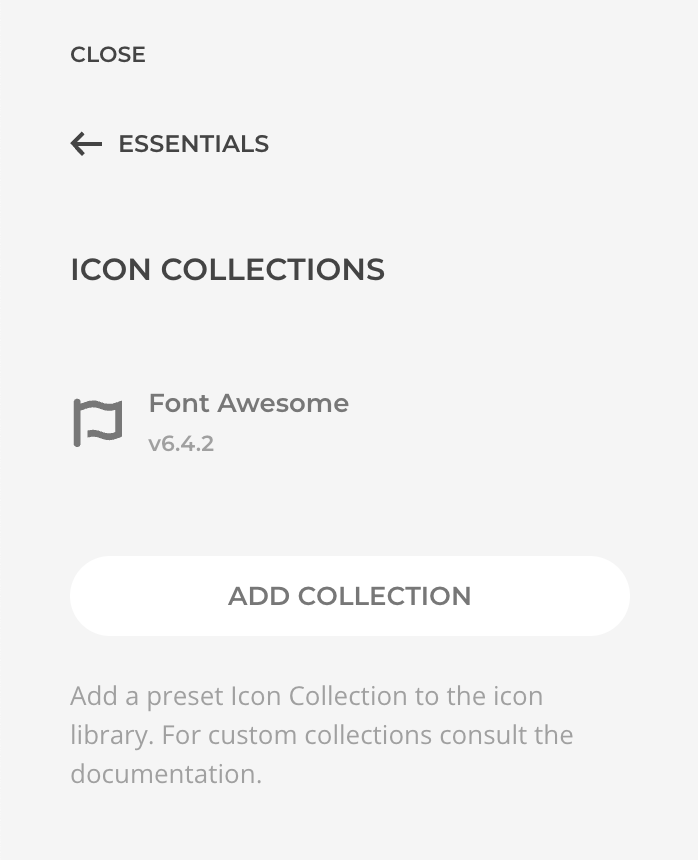 CLOSE
ESSENTIALS
ICON COLLECTIONS
Font Awesome
v6.4.2
ADD COLLECTION
Add a preset Icon Collection to the icon
library. For custom collections consult the
documentation.